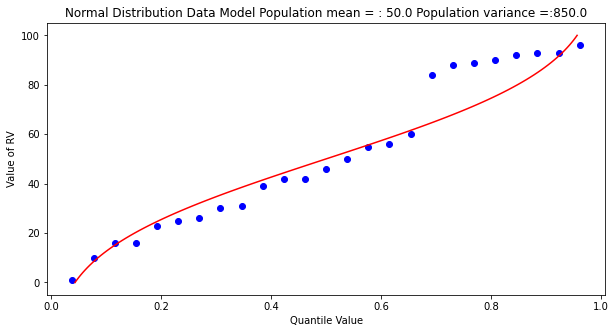 Normal Distribution Data Model Population mean = : 50.0 Population variance =:850.0
100
80
60
40
20
0
Value of RV
0.0 0.2 0.4 0.6 0.8 1.0
Quantile Value